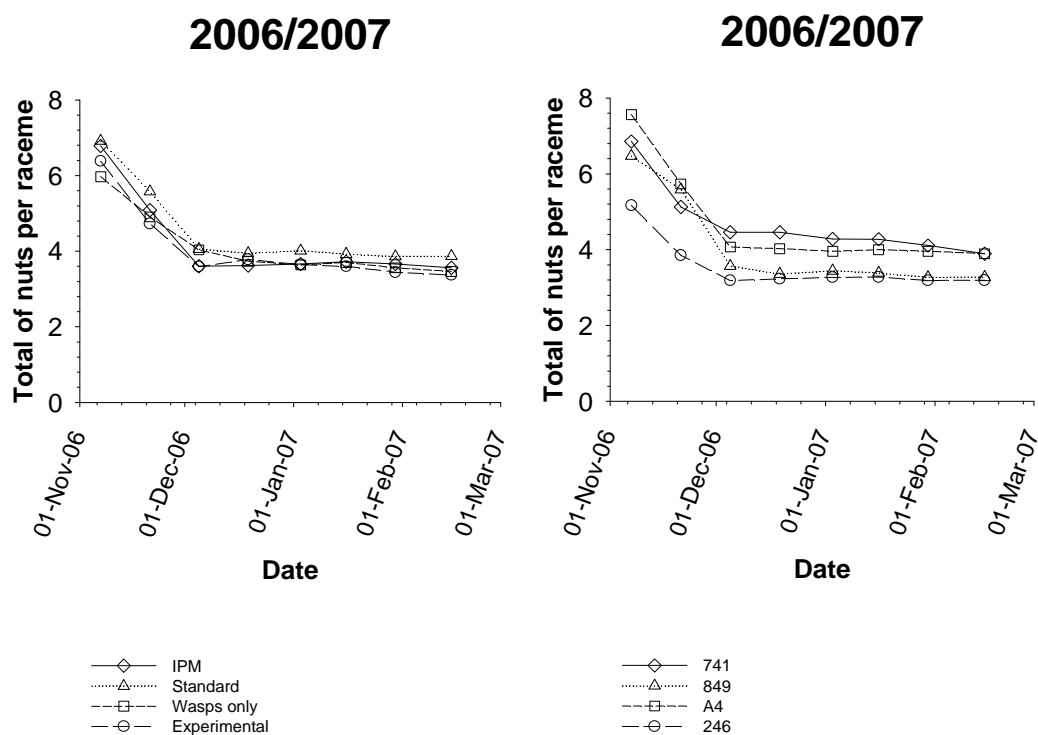 2006/2007
Total of nuts per raceme
8
6
4
2
0
01-Nov-06
01-Dec-06
01-Jan-07
01-Feb-07
01-Mar-07
Date
IPM
Standard
Wasps only
Experimental
2006/2007
Total of nuts per raceme
8
6
4
2
0
01-Nov-06
01-Dec-06
01-Jan-07
01-Feb-07
01-Mar-07
Date
741
849
A4
246